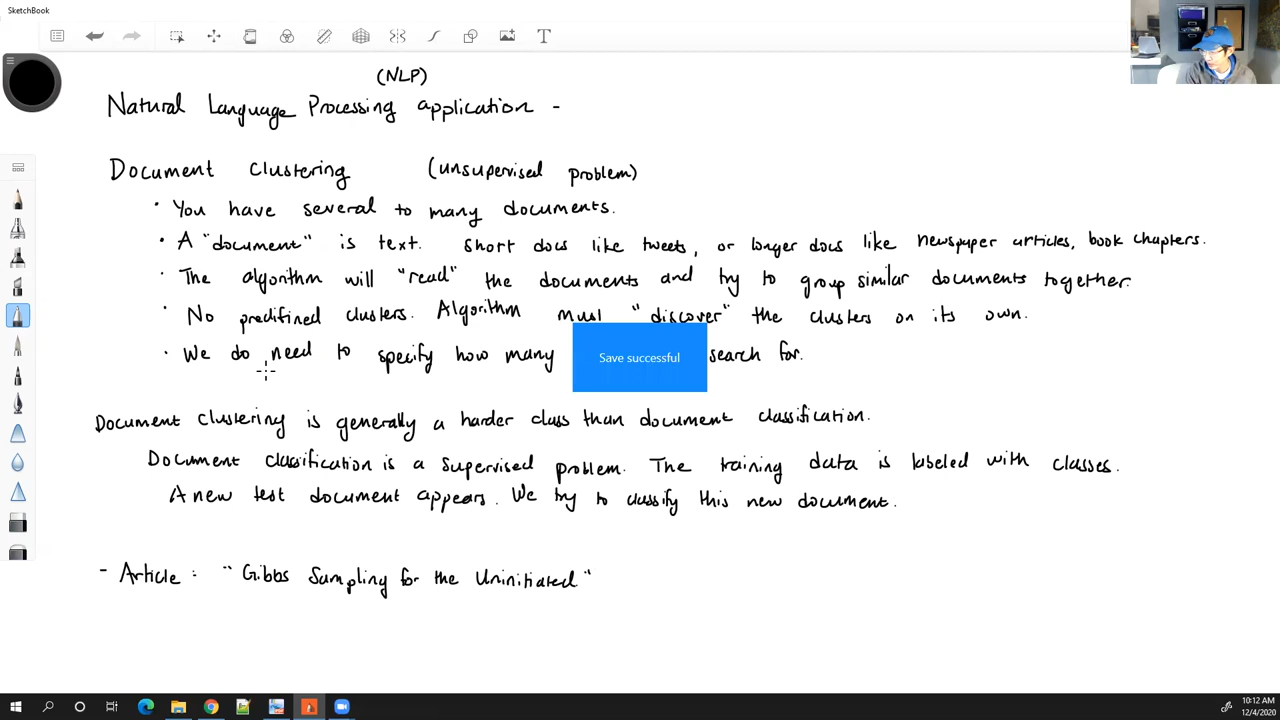 SketchBook
(NLP)
Natural Language Processing application -
Document Clustering (unsupervised problem)
• You have several to many documents.
• A "document" is text. Short docs like tweets, or longer docs like newspaper articles, book chapters.
• The algorithm will "read" the documents and try to group similar documents together.
• No predifined clusters. Algorithm must "discover" the clusters on its own.
• We do need to specify how many search for.
Save successful
Document Clustering is generally a harder class than document classification.
Document classification is a supervised problem. The training data is labeled with classes.
A new test document appears. We try to classify this new document.
- Article: "Gibbs Sampling for the Uninitiated"
10:12 AM
12/4/2020